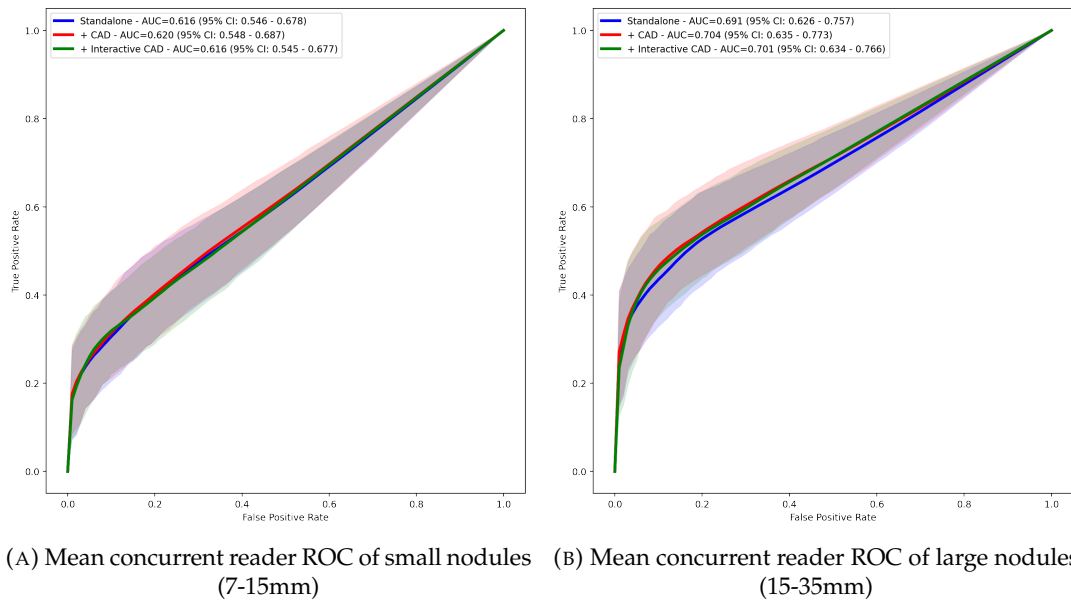 Standalone - AUC=0.616 (95% CI: 0.546 - 0.678)
+ CAD - AUC=0.620 (95% CI: 0.548 - 0.687)
+ Interactive CAD - AUC=0.616 (95% CI: 0.545 - 0.677)
1.0
0.8
0.6
0.4
0.2
0.0
True Positive Rate
0.0 0.2 0.4 0.6 0.8 1.0
False Positive Rate
(A) Mean concurrent reader ROC of small nodules
(7-15mm)
Standalone - AUC=0.691 (95% CI: 0.626 - 0.757)
+ CAD - AUC=0.704 (95% CI: 0.635 - 0.773)
+ Interactive CAD - AUC=0.701 (95% CI: 0.634 - 0.766)
1.0
0.8
0.6
0.4
0.2
0.0
True Positive Rate
0.0 0.2 0.4 0.6 0.8 1.0
False Positive Rate
(B) Mean concurrent reader ROC of large nodules
(15-35mm)